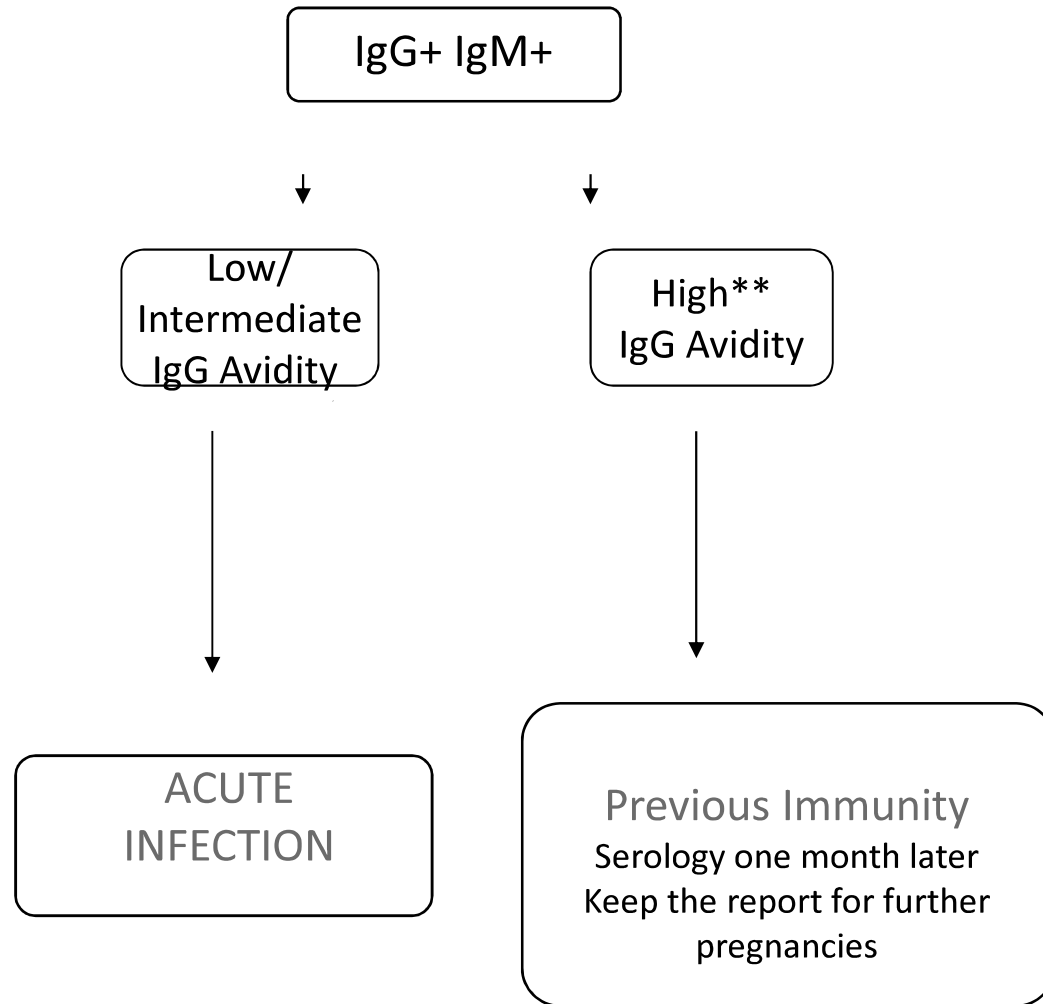 IgG+ IgM+
Low/
Intermediate
IgG Avidity
High**
IgG Avidity
ACUTE
INFECTION
Previous Immunity
Serology one month later
Keep the report for further
pregnancies